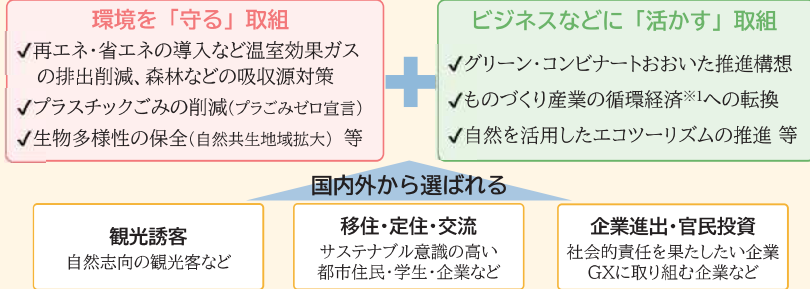 環境を「守る」取組
✔再エネ・省エネの導入など温室効果ガス
の排出削減、森林などの吸収源対策
✔プラスチックごみの削減(プラごみゼロ宣言)
✔生物多様性の保全(自然共生地域拡大) 等
ビジネスなどに「活かす」取組
✔グリーン・コンビナートおおいた推進構想
✔ものづくり産業の循環経済※1への転換
✔自然を活用したエコツーリズムの推進 等
国内外から選ばれる
観光誘客
自然志向の観光客など
移住・定住・交流
サステナブル意識の高い
都市住民・学生・企業など
企業進出・官民投資
社会的責任を果たしたい企業
GXに取り組む企業など